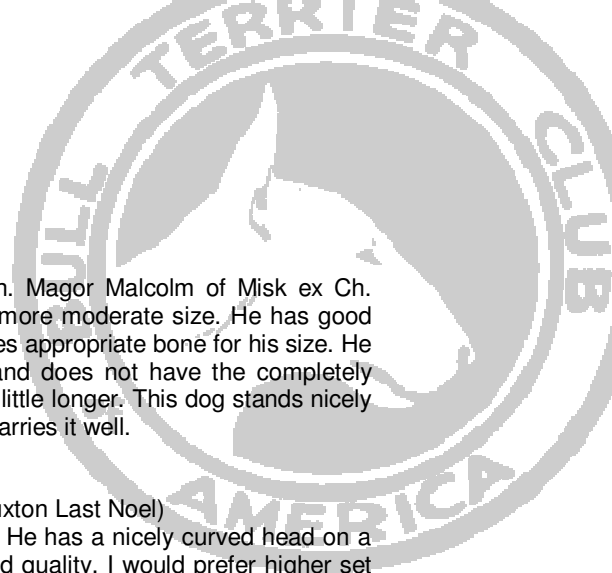 BULL TERRIER CLUB
AMERICA
n. Magor Malcolm of Misk ex Ch.
more moderate size. He has good
es appropriate bone for his size. He
and does not have the completely
little longer. This dog stands nicely
arries it well.
uxton Last Noel)
He has a nicely curved head on a
d quality. I would prefer higher set